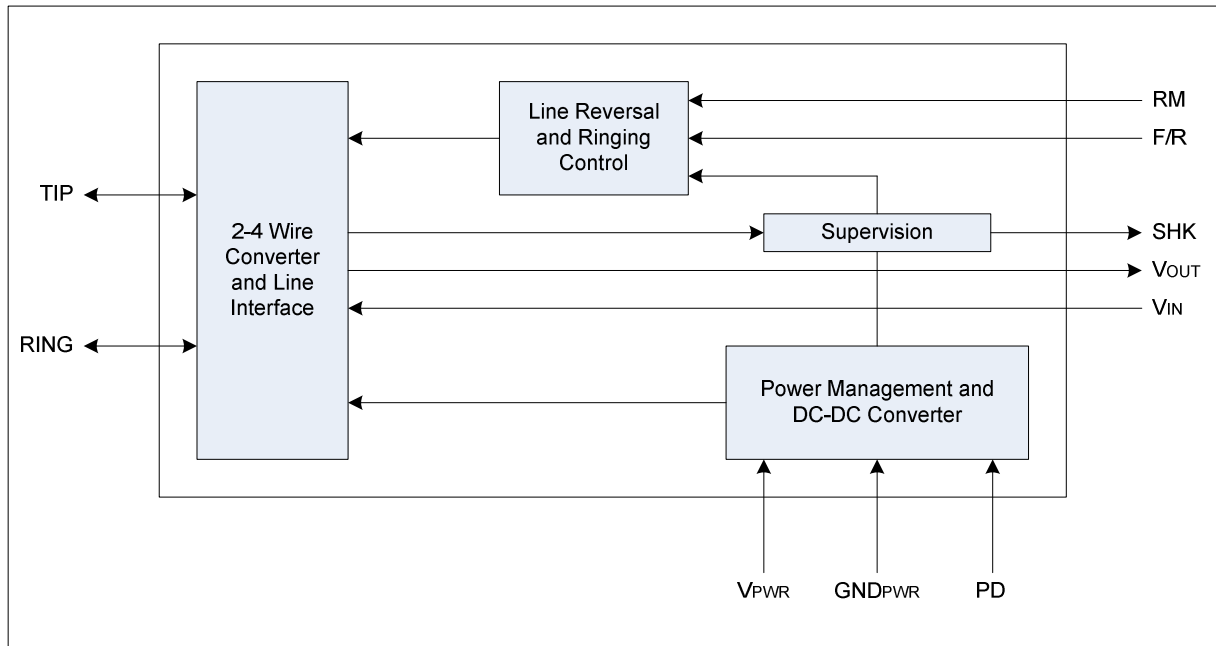 Line Reversal
and Ringing
Control
RM
F/R
TIP
2-4 Wire
Converter
and Line
Interface
Supervision
SHK
VOUT
VIN
RING
Power Management and
DC-DC Converter
VPWR
GNDPWR
PD